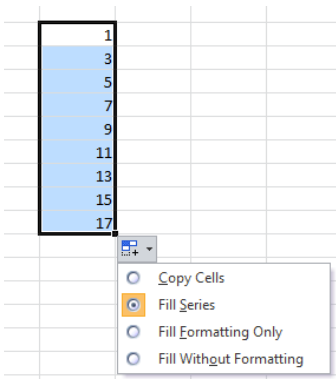 1
3
5
7
9
11
13
15
17
Copy Cells
Fill Series
Fill Formatting Only
Fill Without Formatting